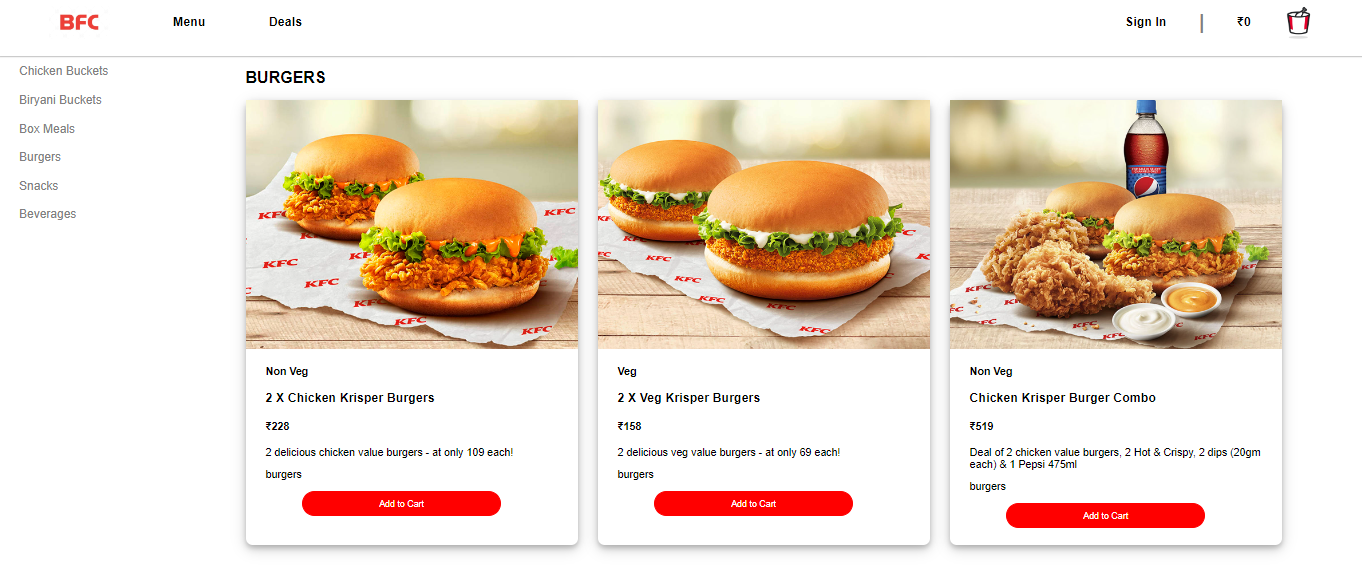 BFC
Menu
Deals
Sign In
|
₹0
Chicken Buckets
Biryani Buckets
Box Meals
Burgers
Snacks
Beverages
BURGERS
KFC
KFC
KFC
KFC
KFC
KFC
KFC
KFC
KFC
KFC
KFC
Non Veg
2 X Chicken Krisper Burgers
₹228
2 delicious chicken value burgers - at only 109 each!
burgers
Add to Cart
Veg
2 X Veg Krisper Burgers
₹158
2 delicious veg value burgers - at only 69 each!
burgers
Add to Cart
Non Veg
Chicken Krisper Burger Combo
₹519
Deal of 2 chicken value burgers, 2 Hot & Crispy, 2 dips (20gm
each) & 1 Pepsi 475ml
burgers
Add to Cart